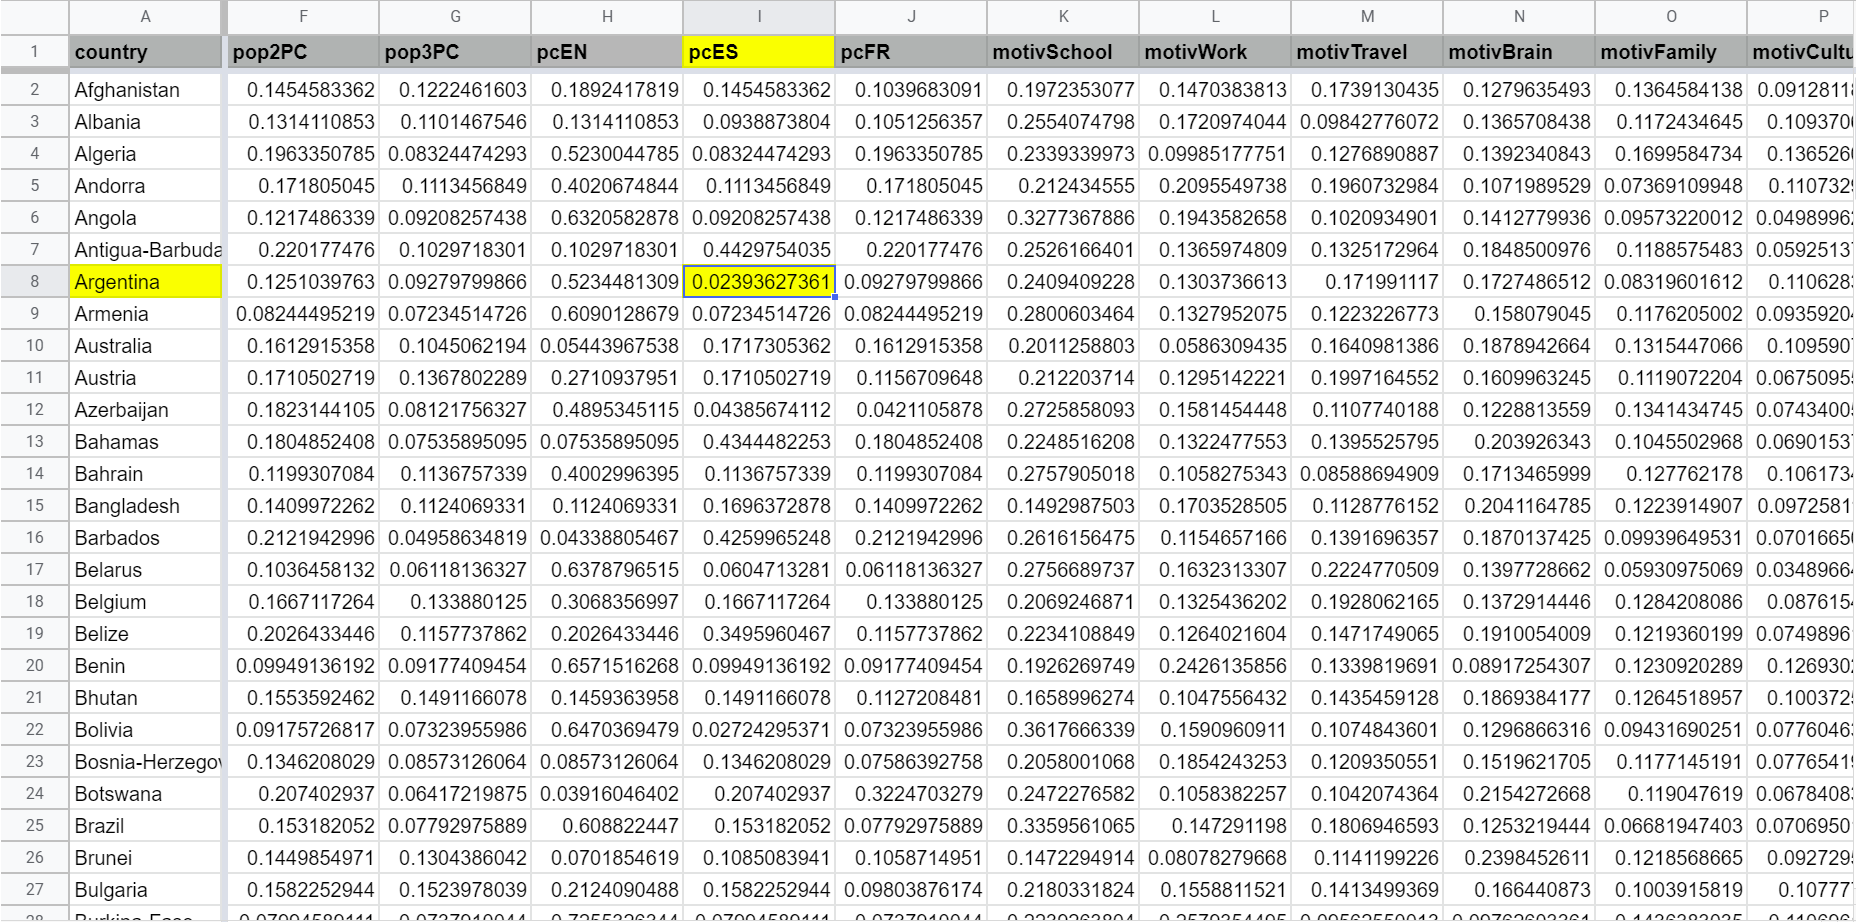 A F G H I J K L M N O P
1 country pop2PC pop3PC pcEN pcES pcFR motivSchool motivWork motivTravel motivBrain motivFamily motivCultu
2 Afghanistan 0.1454583362 0.1222461603 0.1892417819 0.1454583362 0.1039683091 0.1972353077 0.1470383813 0.1739130435 0.1279635493 0.1364584138 0.0912811
3 Albania 0.1314110853 0.1101467546 0.1314110853 0.0938873804 0.1051256357 0.2554074798 0.1720974044 0.09842776072 0.1365708438 0.1172434645 0.109370
4 Algeria 0.1963350785 0.08324474293 0.5230044785 0.08324474293 0.1963350785 0.2339339973 0.09985177751 0.1276890887 0.1392340843 0.1699584734 0.136526
5 Andorra 0.171805045 0.1113456849 0.4020674844 0.1113456849 0.171805045 0.212434555 0.2095549738 0.1960732984 0.1071989529 0.07369109948 0.110732
6 Angola 0.1217486339 0.09208257438 0.6320582878 0.09208257438 0.1217486339 0.3277367886 0.1943582658 0.1020934901 0.1412779936 0.09573220012 0.0498996
7 Antigua-Barbuda 0.220177476 0.1029718301 0.1029718301 0.4429754035 0.220177476 0.2526166401 0.1365974809 0.1325172964 0.1848500976 0.1188575483 0.0592513
8 Argentina 0.1251039763 0.09279799866 0.5234481309 0.02393627361 0.09279799866 0.2409409228 0.1303736613 0.171991117 0.1727486512 0.08319601612 0.110628
9 Armenia 0.08244495219 0.07234514726 0.6090128679 0.07234514726 0.08244495219 0.2800603464 0.1327952075 0.1223226773 0.158079045 0.1176205002 0.0935920
10 Australia 0.1612915358 0.1045062194 0.05443967538 0.1717305362 0.1612915358 0.2011258803 0.0586309435 0.1640981386 0.1878942664 0.1315447066 0.109590
11 Austria 0.1710502719 0.1367802289 0.2710937951 0.1710502719 0.1156709648 0.212203714 0.1295142221 0.1997164552 0.1609963245 0.1119072204 0.0675095
12 Azerbaijan 0.1823144105 0.08121756327 0.4895345115 0.04385674112 0.0421105878 0.2725858093 0.1581454448 0.1107740188 0.1228813559 0.1341434745 0.0743400
13 Bahamas 0.1804852408 0.07535895095 0.07535895095 0.4344482253 0.1804852408 0.2248516208 0.1322477553 0.1395525795 0.203926343 0.1045502968 0.0690153
14 Bahrain 0.1199307084 0.1136757339 0.4002996395 0.1136757339 0.1199307084 0.2757905018 0.1058275343 0.08588694909 0.1713465999 0.127762178 0.106173
15 Bangladesh 0.1409972262 0.1124069331 0.1124069331 0.1696372878 0.1409972262 0.1492987503 0.1703528505 0.1128776152 0.2041164785 0.1223914907 0.0972581
16 Barbados 0.2121942996 0.04958634819 0.04338805467 0.4259965248 0.2121942996 0.2616156475 0.1154657166 0.1391696357 0.1870137425 0.09939649531 0.0701665
17 Belarus 0.1036458132 0.06118136327 0.6378796515 0.0604713281 0.06118136327 0.2756689737 0.1632313307 0.2224770509 0.1397728662 0.05930975069 0.0348966
18 Belgium 0.1667117264 0.133880125 0.3068356997 0.1667117264 0.133880125 0.2069246871 0.1325436202 0.1928062165 0.1372914446 0.1284208086 0.087615
19 Belize 0.2026433446 0.1157737862 0.2026433446 0.3495960467 0.1157737862 0.2234108849 0.1264021604 0.1471749065 0.1910054009 0.1219360199 0.0749896
20 Benin 0.09949136192 0.09177409454 0.6571516268 0.09949136192 0.09177409454 0.1926269749 0.2426135856 0.1339819691 0.08917254307 0.1230920289 0.126930
21 Bhutan 0.1553592462 0.1491166078 0.1459363958 0.1491166078 0.1127208481 0.1658996274 0.1047556432 0.1435459128 0.1869384177 0.1264518957 0.100372
22 Bolivia 0.09175726817 0.07323955986 0.6470369479 0.02724295371 0.07323955986 0.3617666339 0.1590960911 0.1074843601 0.1296866316 0.09431690251 0.0776046
23 Bosnia-Herzego 0.1346208029 0.08573126064 0.08573126064 0.1346208029 0.07586392758 0.2058001068 0.1854243253 0.1209350551 0.1519621705 0.1177145191 0.0776541
24 Botswana 0.207402937 0.06417219875 0.03916046402 0.207402937 0.3224703279 0.2472276582 0.1058382257 0.1042074364 0.2154272668 0.119047619 0.0678408
25 Brazil 0.153182052 0.07792975889 0.608822447 0.153182052 0.07792975889 0.3359561065 0.147291198 0.1806946593 0.1253219444 0.06681947403 0.0706950
26 Brunei 0.1449854971 0.1304386042 0.0701854619 0.1085083941 0.1058714951 0.1472294914 0.08078279668 0.1141199226 0.2398452611 0.1218568665 0.092729
27 Bulgaria 0.1582252944 0.1523978039 0.2124090488 0.1582252944 0.09803876174 0.2180331824 0.1558811521 0.1413499369 0.166440873 0.1003915819 0.10777